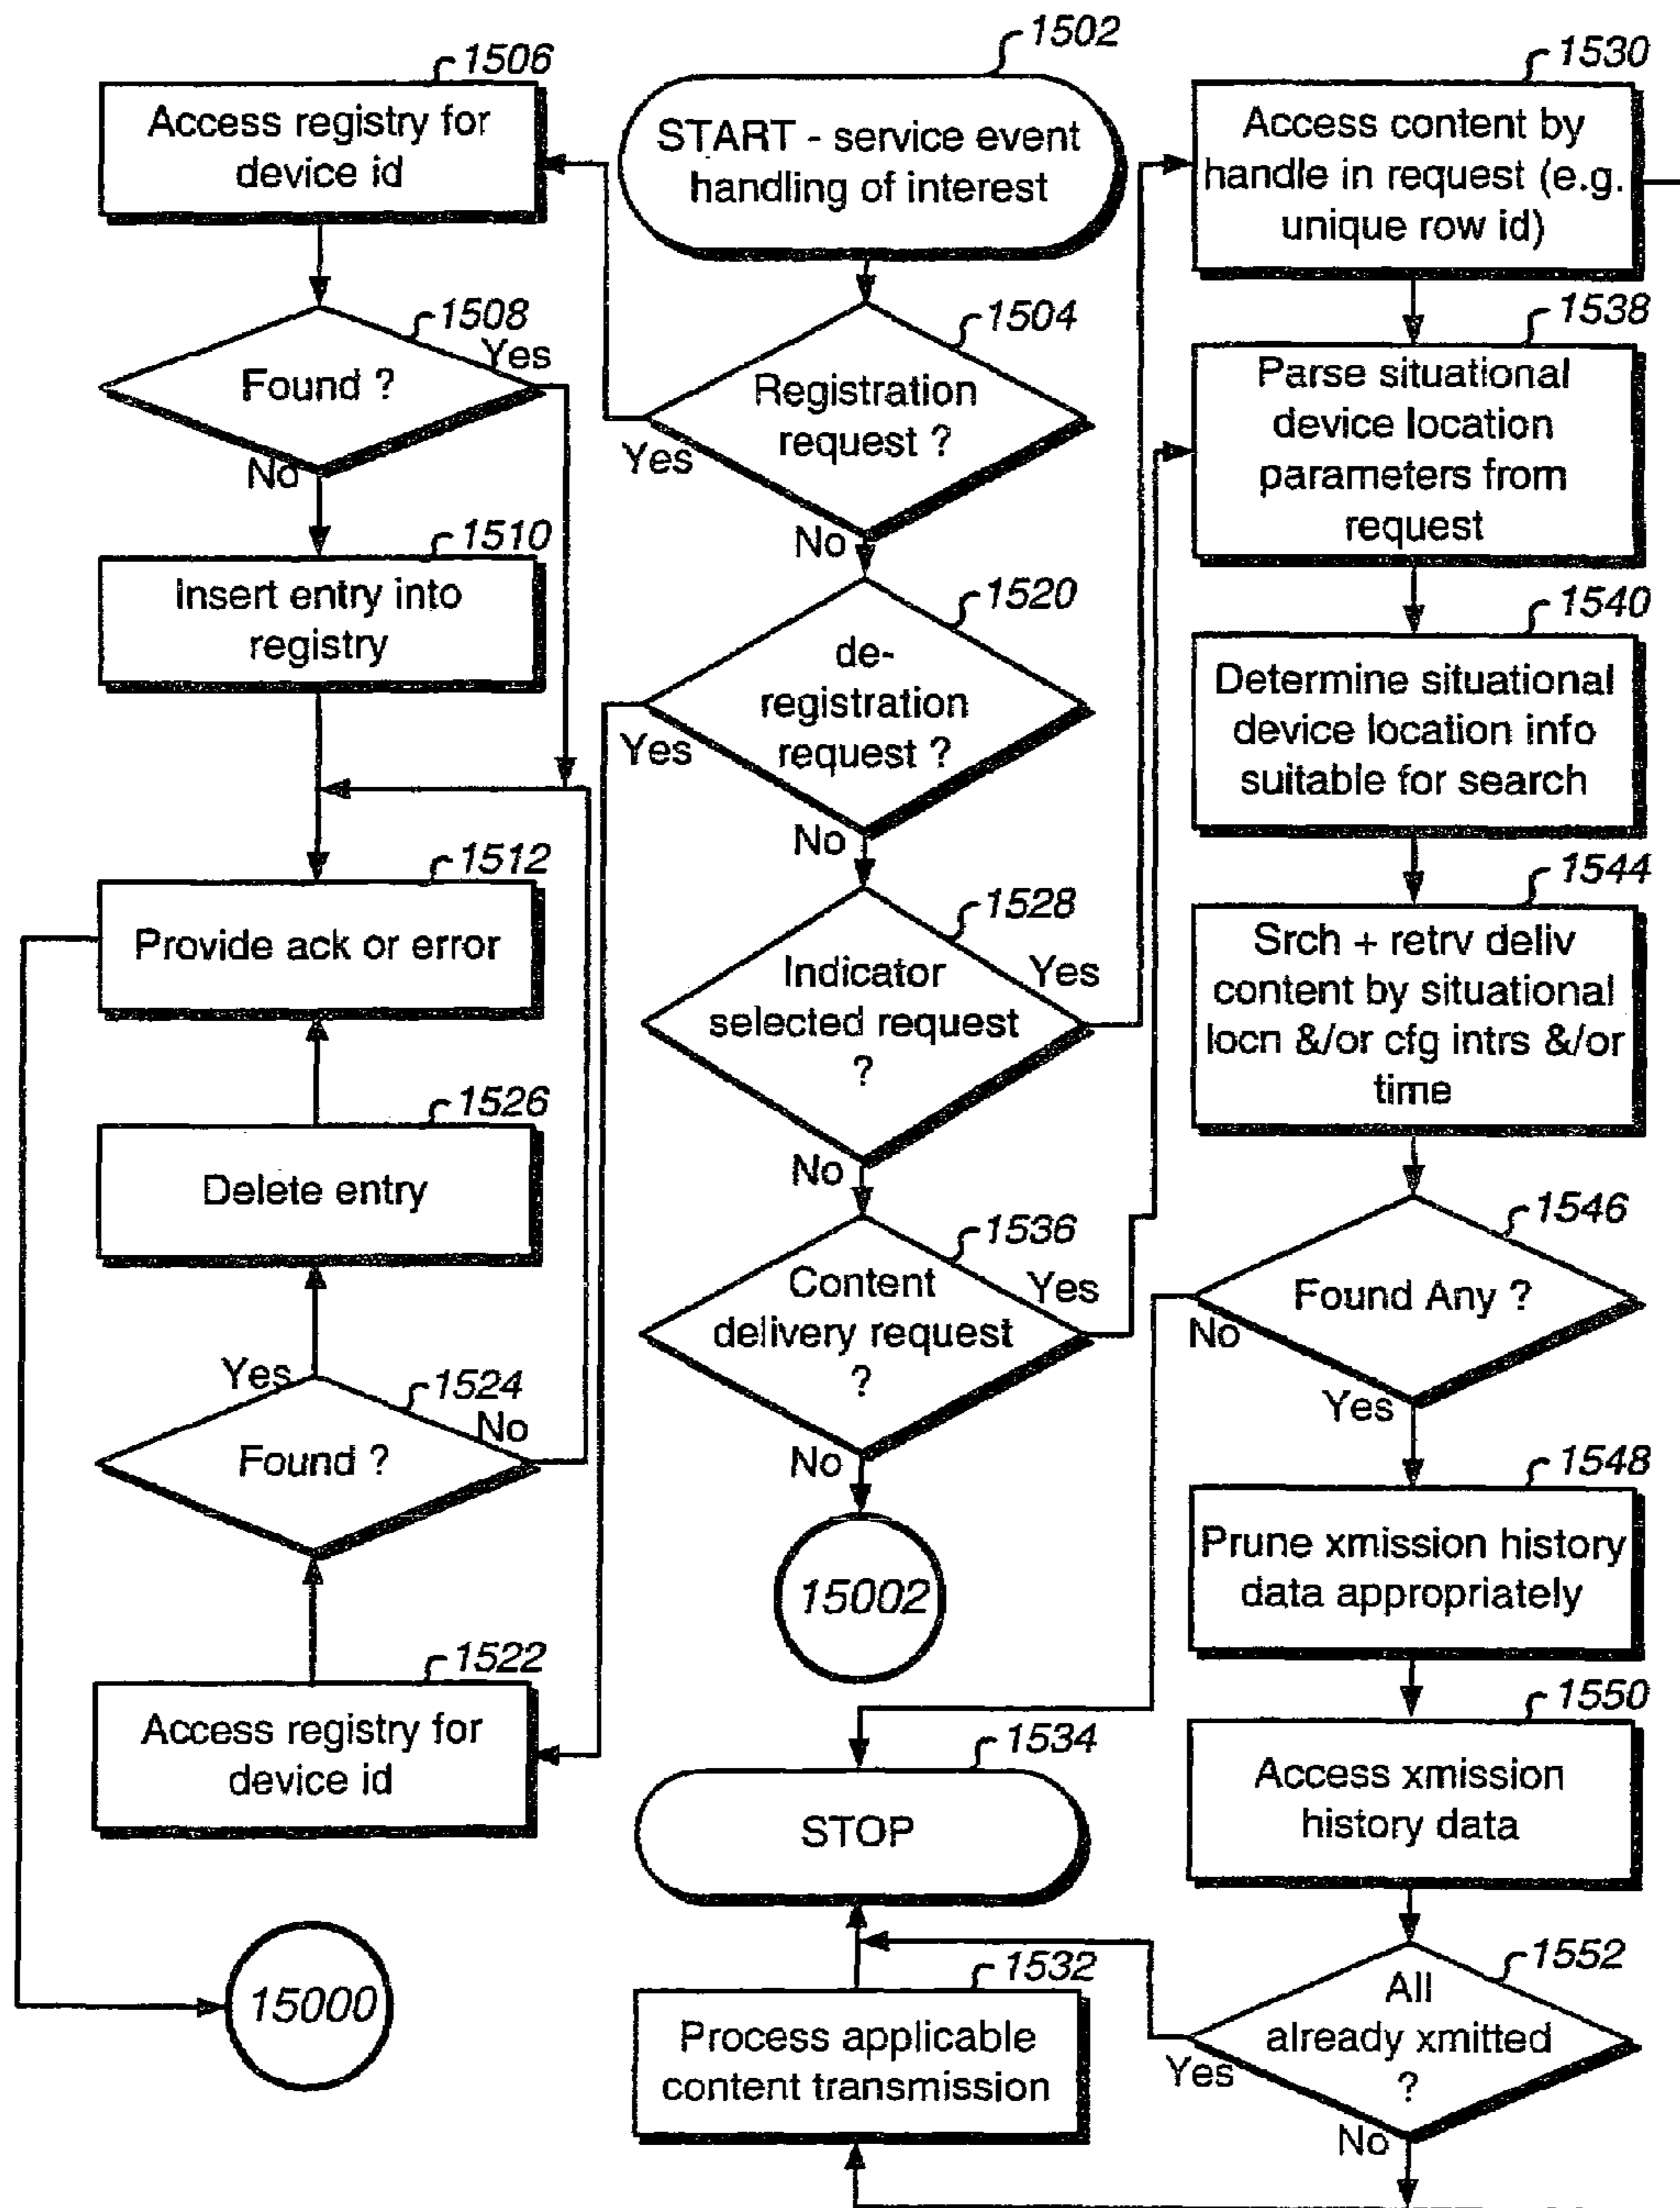 1506
Access registry for
device id
1508
Yes
Found ?
No
1510
Insert entry into
registry
1512
Provide ack or error
1526
Delete entry
Yes
1524
No
Found ?
1522
Access registry for
device id
15000
1502
START - service event
handling of interest
1504
Registration
request ?
Yes
No
1520
de-
registration
request ?
Yes
No
1528
Indicator
selected request
?
Yes
No
1536
Content
delivery request
?
Yes
No
15002
1534
STOP
1532
Process applicable
content transmission
1530
Access content by
handle in request (e.g.
unique row id)
1538
Parse situational
device location
parameters from
request
1540
Determine situational
device location info
suitable for search
1544
Srch + retrv deliv
content by situational
locn &/or cfg intrs &/or
time
1546
Found Any ?
No
Yes
1548
Prune xmission history
data appropriately
1550
Access xmission
history data
1552
All
already xmitted
?
Yes
No